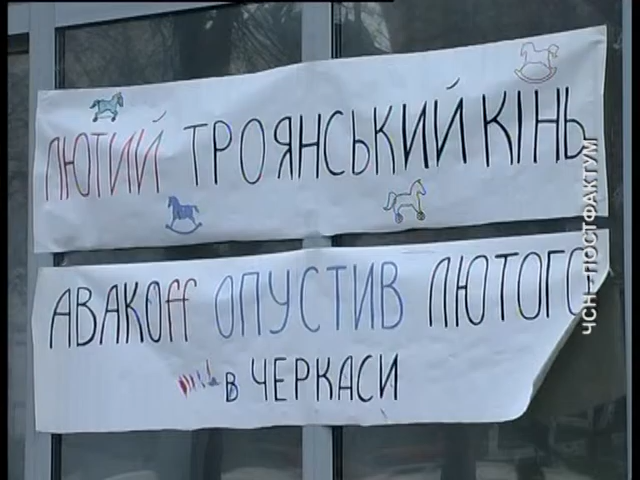 ЛЮТИЙ ТРОЯНСЬКИЙ КІНЬ
АВАКОff ОПУСТИВ ЛЮТОГО
в ЧЕРКАСИ
ЧСН-ПОСТФАКТУМ